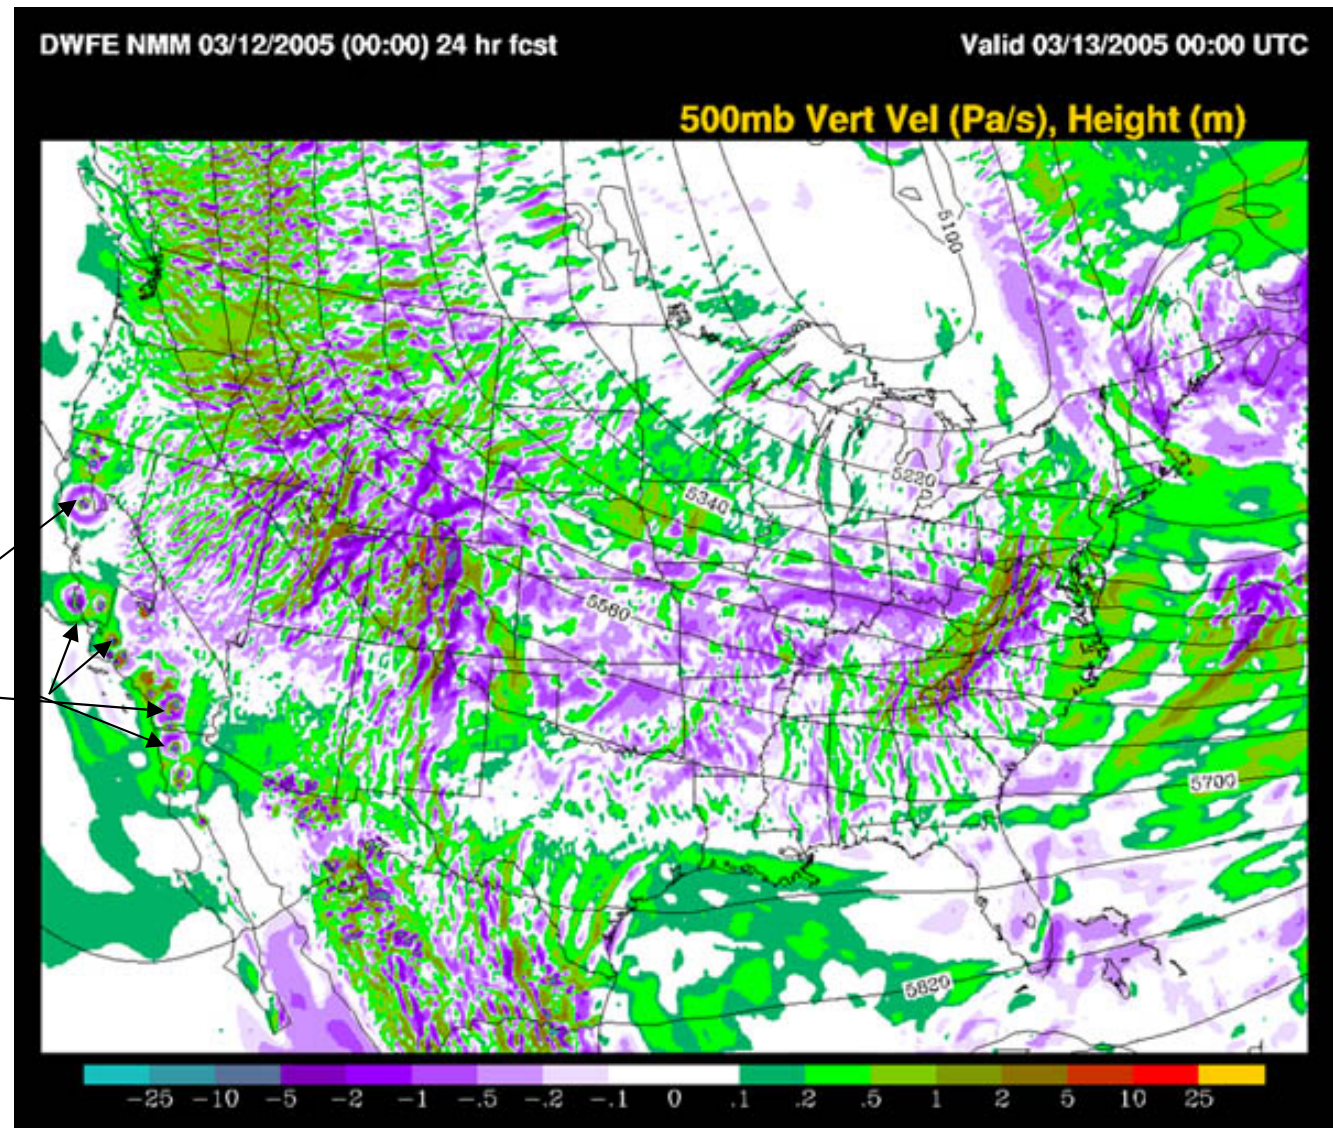 DWFE NMM 03/12/2005 (00:00) 24 hr fcst
Valid 03/13/2005 00:00 UTC
500mb Vert Vel (Pa/s), Height (m)
5100
5220
5340
5560
5700
5820
-25 -10 -5 -2 -1 -.5 -.2 -.1 0 .1 .2 .5 1 2 5 10 25